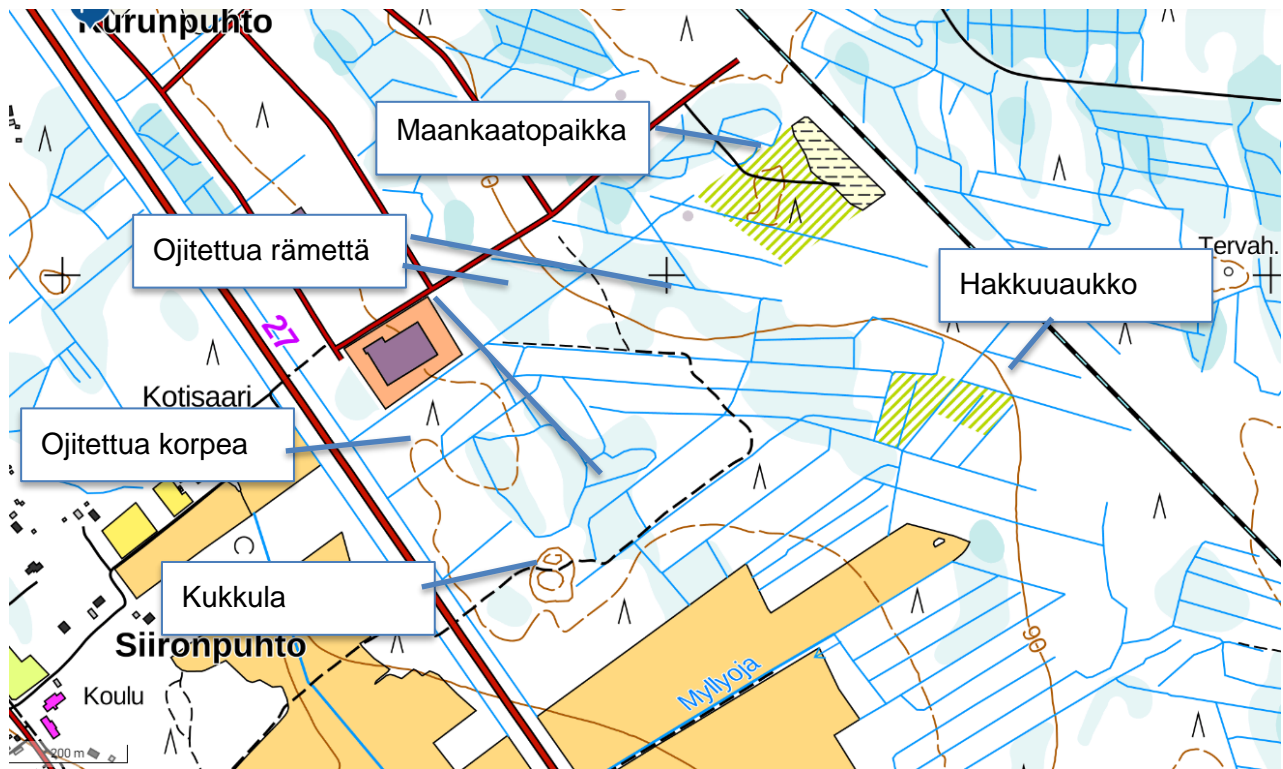 Kurunpuhto
Maankaatopaikka
Ojitettua rämettä
Tervah.
Hakkuuaukko
27
Kotisaari
Ojitettua korpea
Kukkula
Siironpuhto
90
Myllyoja
Koulu
200 m